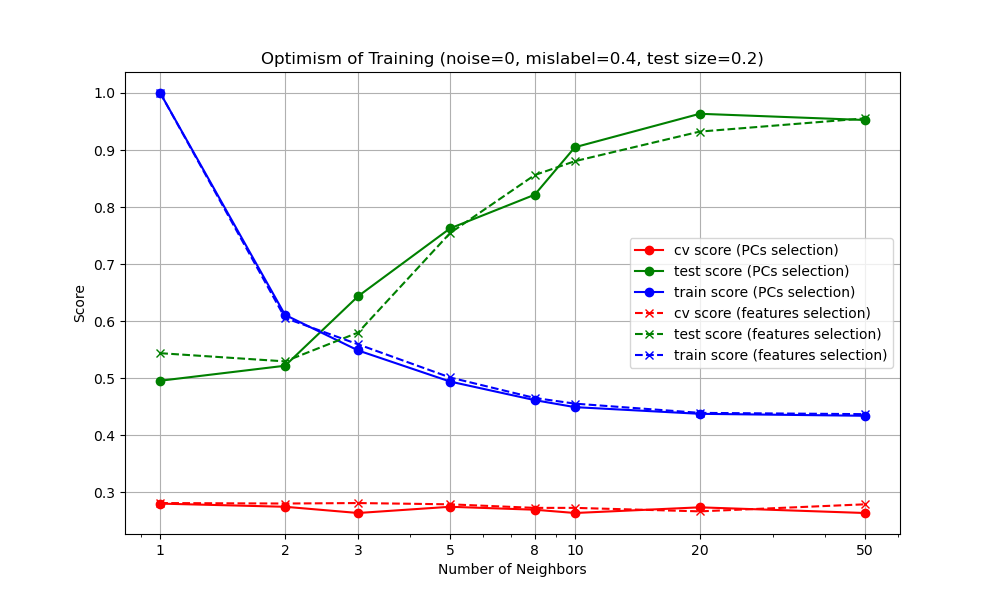 Optimism of Training (noise=0, mislabel=0.4, test size=0.2)
1.0
0.9
0.8
0.7
0.6
0.5
0.4
0.3
Score
cv score (PCs selection)
test score (PCs selection)
train score (PCs selection)
cv score (features selection)
test score (features selection)
train score (features selection)
1 2 3 5 8 10 20 50
Number of Neighbors